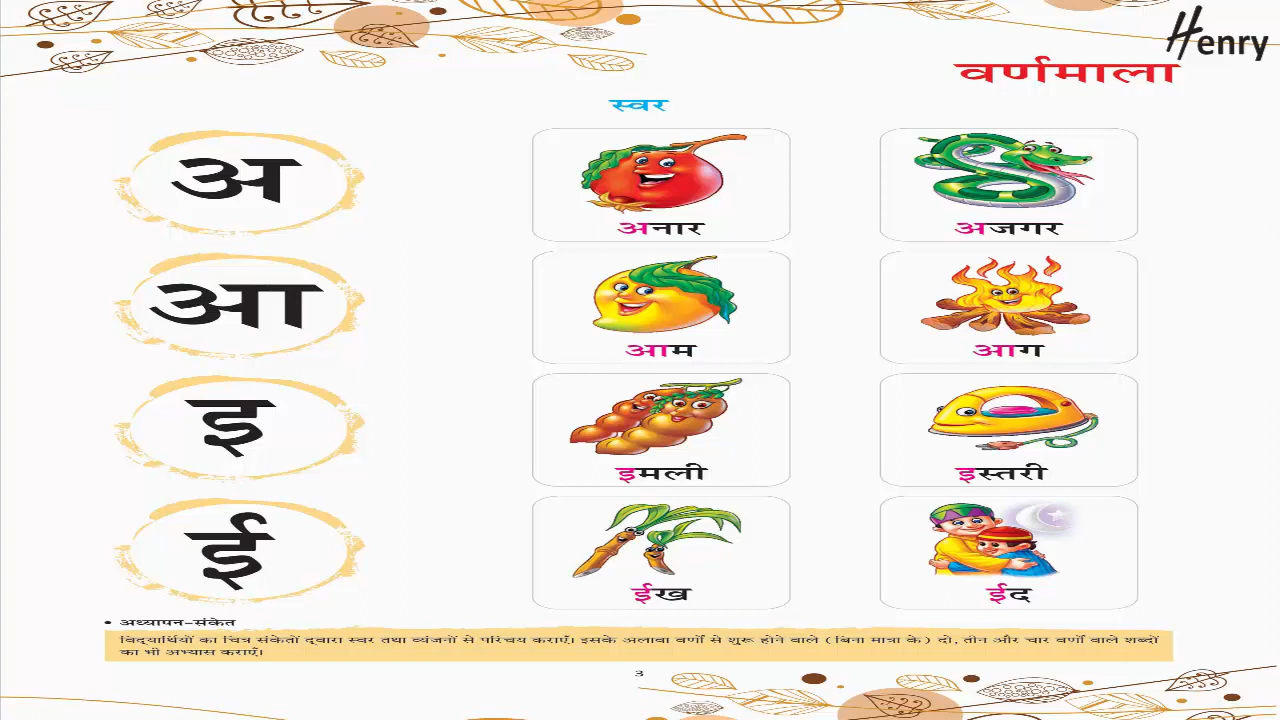 Henry
वर्णमाला
स्वर
अ
अनार
अजगर
आ
आम
आग
इ
इमली
इस्तरी
ई
ईख
ईद
• अध्यापन-संकेत
विद्यार्थियों का चित्र संकेतों द्वारा स्वर तथा व्यंजनों से परिचय कराएँ। इसके अलावा वर्णों से शुरू होने वाले (बिना मात्रा के) दो, तीन और चार वर्णों वाले शब्दों
का भी अभ्यास कराएँ।
3